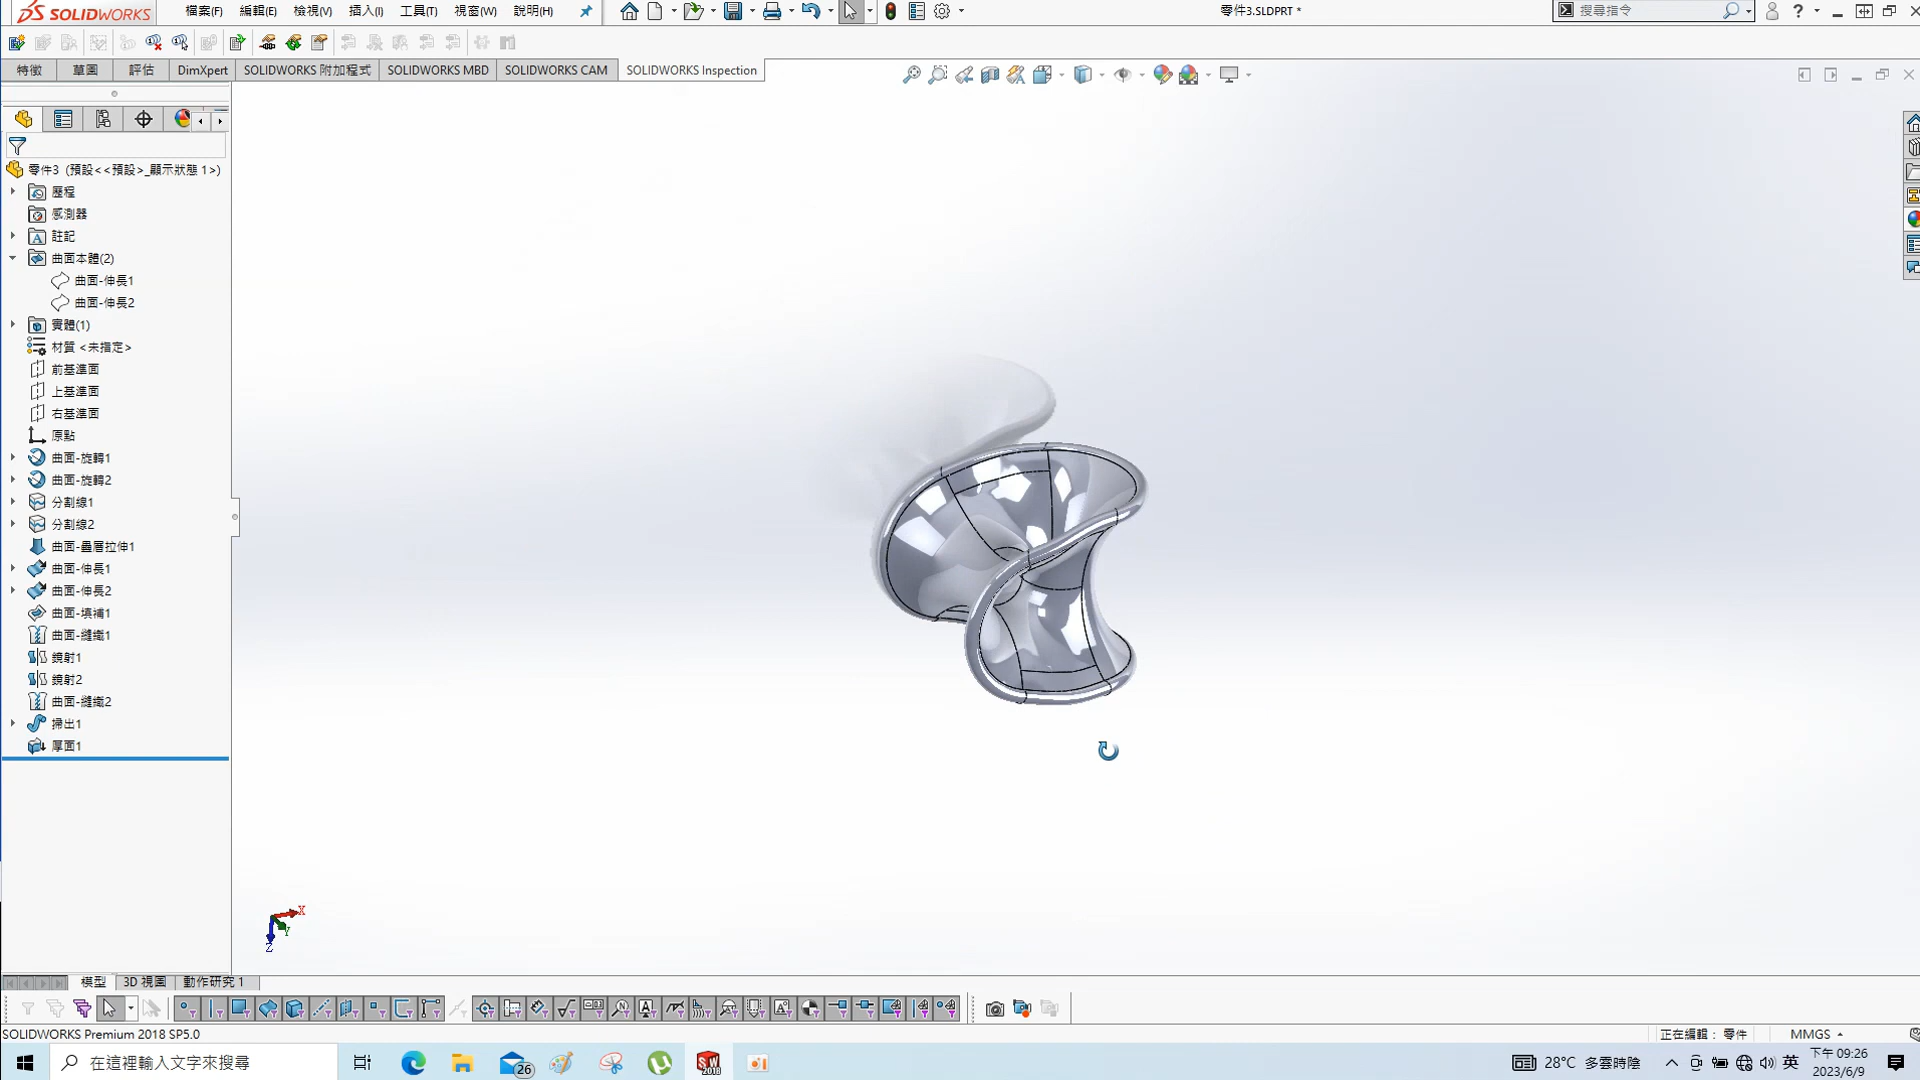 SOLIDWORKS 檔案(F) 編輯(E) 檢視(V) 插入(I) 工具(T) 視窗(W) 說明(H) 零件3.SLDPRT * 搜尋指令
特徵 草圖 評估 DimXpert SOLIDWORKS 附加程式 SOLIDWORKS MBD SOLIDWORKS CAM SOLIDWORKS Inspection
零件3 (預設<<預設>_顯示狀態 1>)
歷程
感測器
註記
曲面本體(2)
曲面-伸長1
曲面-伸長2
實體(1)
材質 <未指定>
前基準面
上基準面
右基準面
原點
曲面-旋轉1
曲面-旋轉2
分割線1
分割線2
曲面-疊層拉伸1
曲面-伸長1
曲面-伸長2
曲面-填補1
曲面-縫織1
鏡射1
鏡射2
曲面-縫織2
掃出1
厚面1
X
Y
Z
模型 3D 視圖 動作研究 1
SOLIDWORKS Premium 2018 SP5.0 正在編輯： 零件 MMGS
在這裡輸入文字來搜尋 26 SW 2018 28°C 多雲時陰 英 下午 09:26
2023/6/9